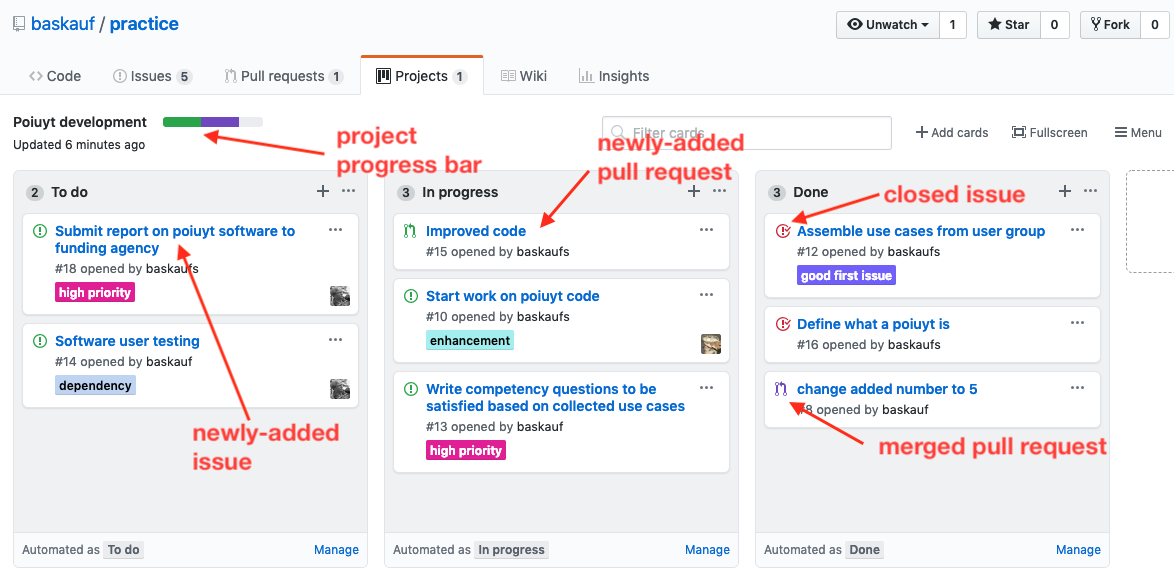 baskauf / practice
Unwatch 1 Star 0 Fork 0
Code Issues 5 Pull requests 1 Projects 1 Wiki Insights
Poiuyt development
Updated 6 minutes ago
project
progress bar
Filter cards
newly-added
pull request
Add cards Fullscreen Menu
2 To do
Submit report on poiuyt software to
funding agency
#18 opened by baskaufs
high priority
Software user testing
#14 opened by baskauf
dependency
newly-added
issue
Automated as To do Manage
3 In progress
Improved code
#15 opened by baskaufs
Start work on poiuyt code
#10 opened by baskaufs
enhancement
Write competency questions to be
satisfied based on collected use cases
#13 opened by baskauf
high priority
Automated as In progress Manage
3 Done
closed issue
Assemble use cases from user group
#12 opened by baskaufs
good first issue
Define what a poiuyt is
#16 opened by baskaufs
change added number to 5
#8 opened by baskauf
merged pull request
Automated as Done Manage